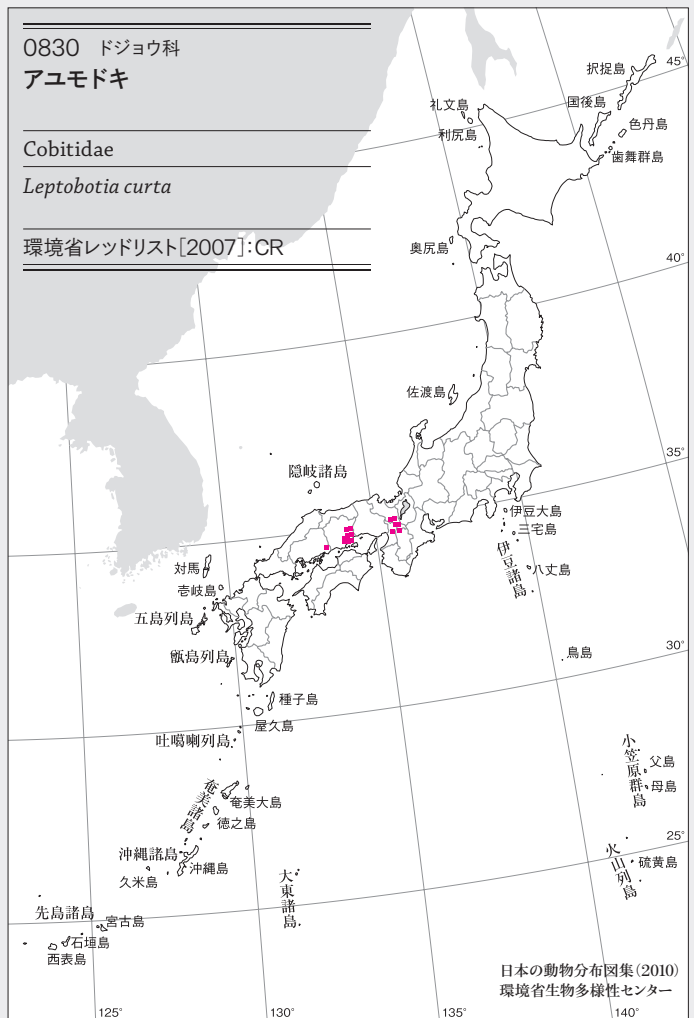 0830 ドジョウ科
アユモドキ
Cobitidae
Leptobotia curta
環境省レッドリスト[2007]:CR
45°
択捉島
礼文島
国後島
色丹島
利尻島
歯舞群島
奥尻島
40°
佐渡島
35°
隠岐諸島
伊豆大島
三宅島
伊豆諸島
八丈島
対馬
壱岐島
五島列島
甑島列島
鳥島
30°
種子島
屋久島
吐噶喇列島
小笠原群島
父島
母島
奄美諸島
奄美大島
徳之島
25°
沖縄諸島
沖縄島
久米島
火山列島
硫黄島
大東諸島
先島諸島
宮古島
石垣島
西表島
日本の動物分布図集(2010)
環境省生物多様性センター
125°
130°
135°
140°